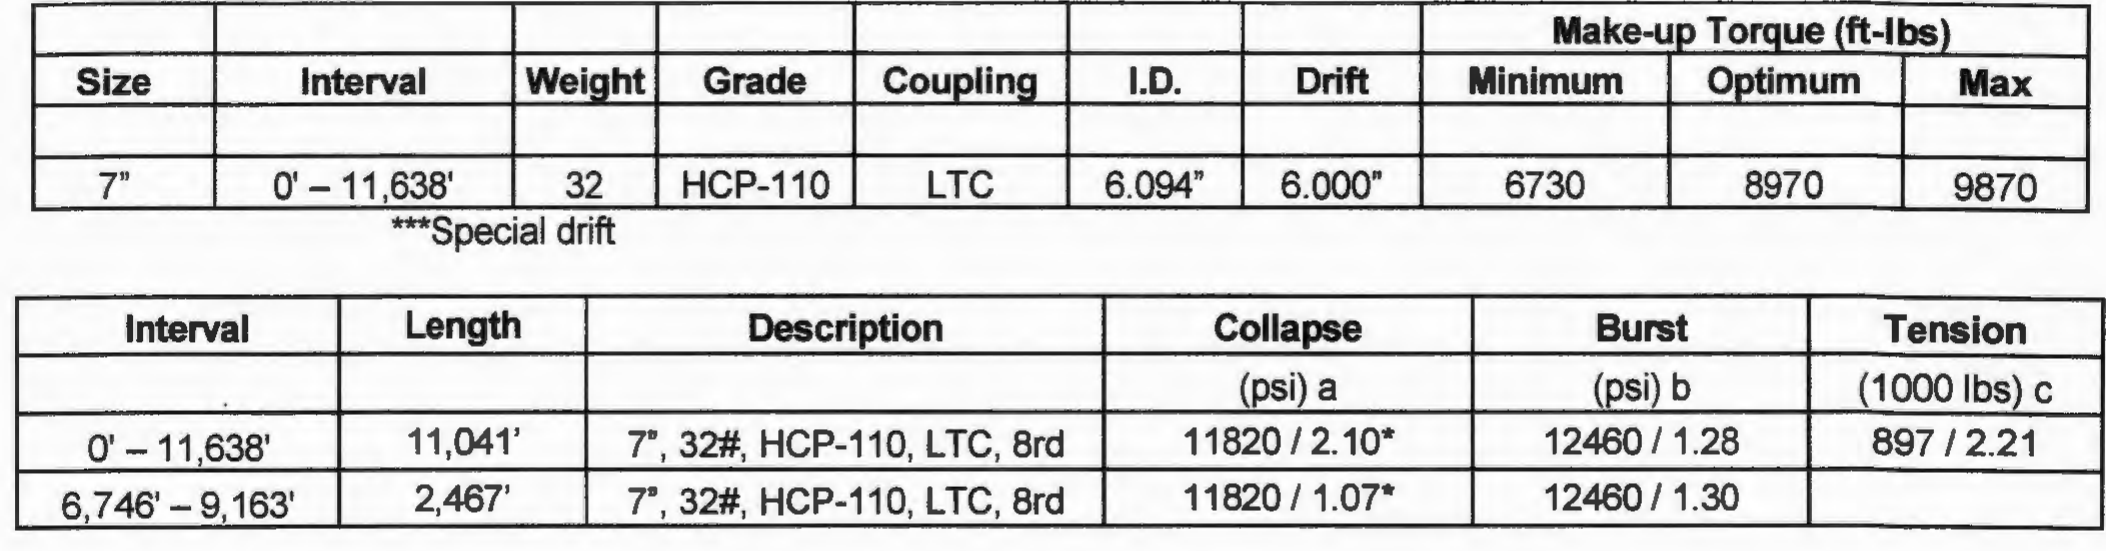 Make-up Torque (ft-lbs)
Size Interval Weight Grade Coupling I.D. Drift Minimum Optimum Max
7" 0' – 11,638' 32 HCP-110 LTC 6.094" 6.000" 6730 8970 9870
***Special drift
Interval Length Description Collapse Burst Tension
(psi) a (psi) b (1000 lbs) c
0' – 11,638' 11,041' 7", 32#, HCP-110, LTC, 8rd 11820 / 2.10* 12460 / 1.28 897 / 2.21
6,746' – 9,163' 2,467' 7", 32#, HCP-110, LTC, 8rd 11820 / 1.07* 12460 / 1.30